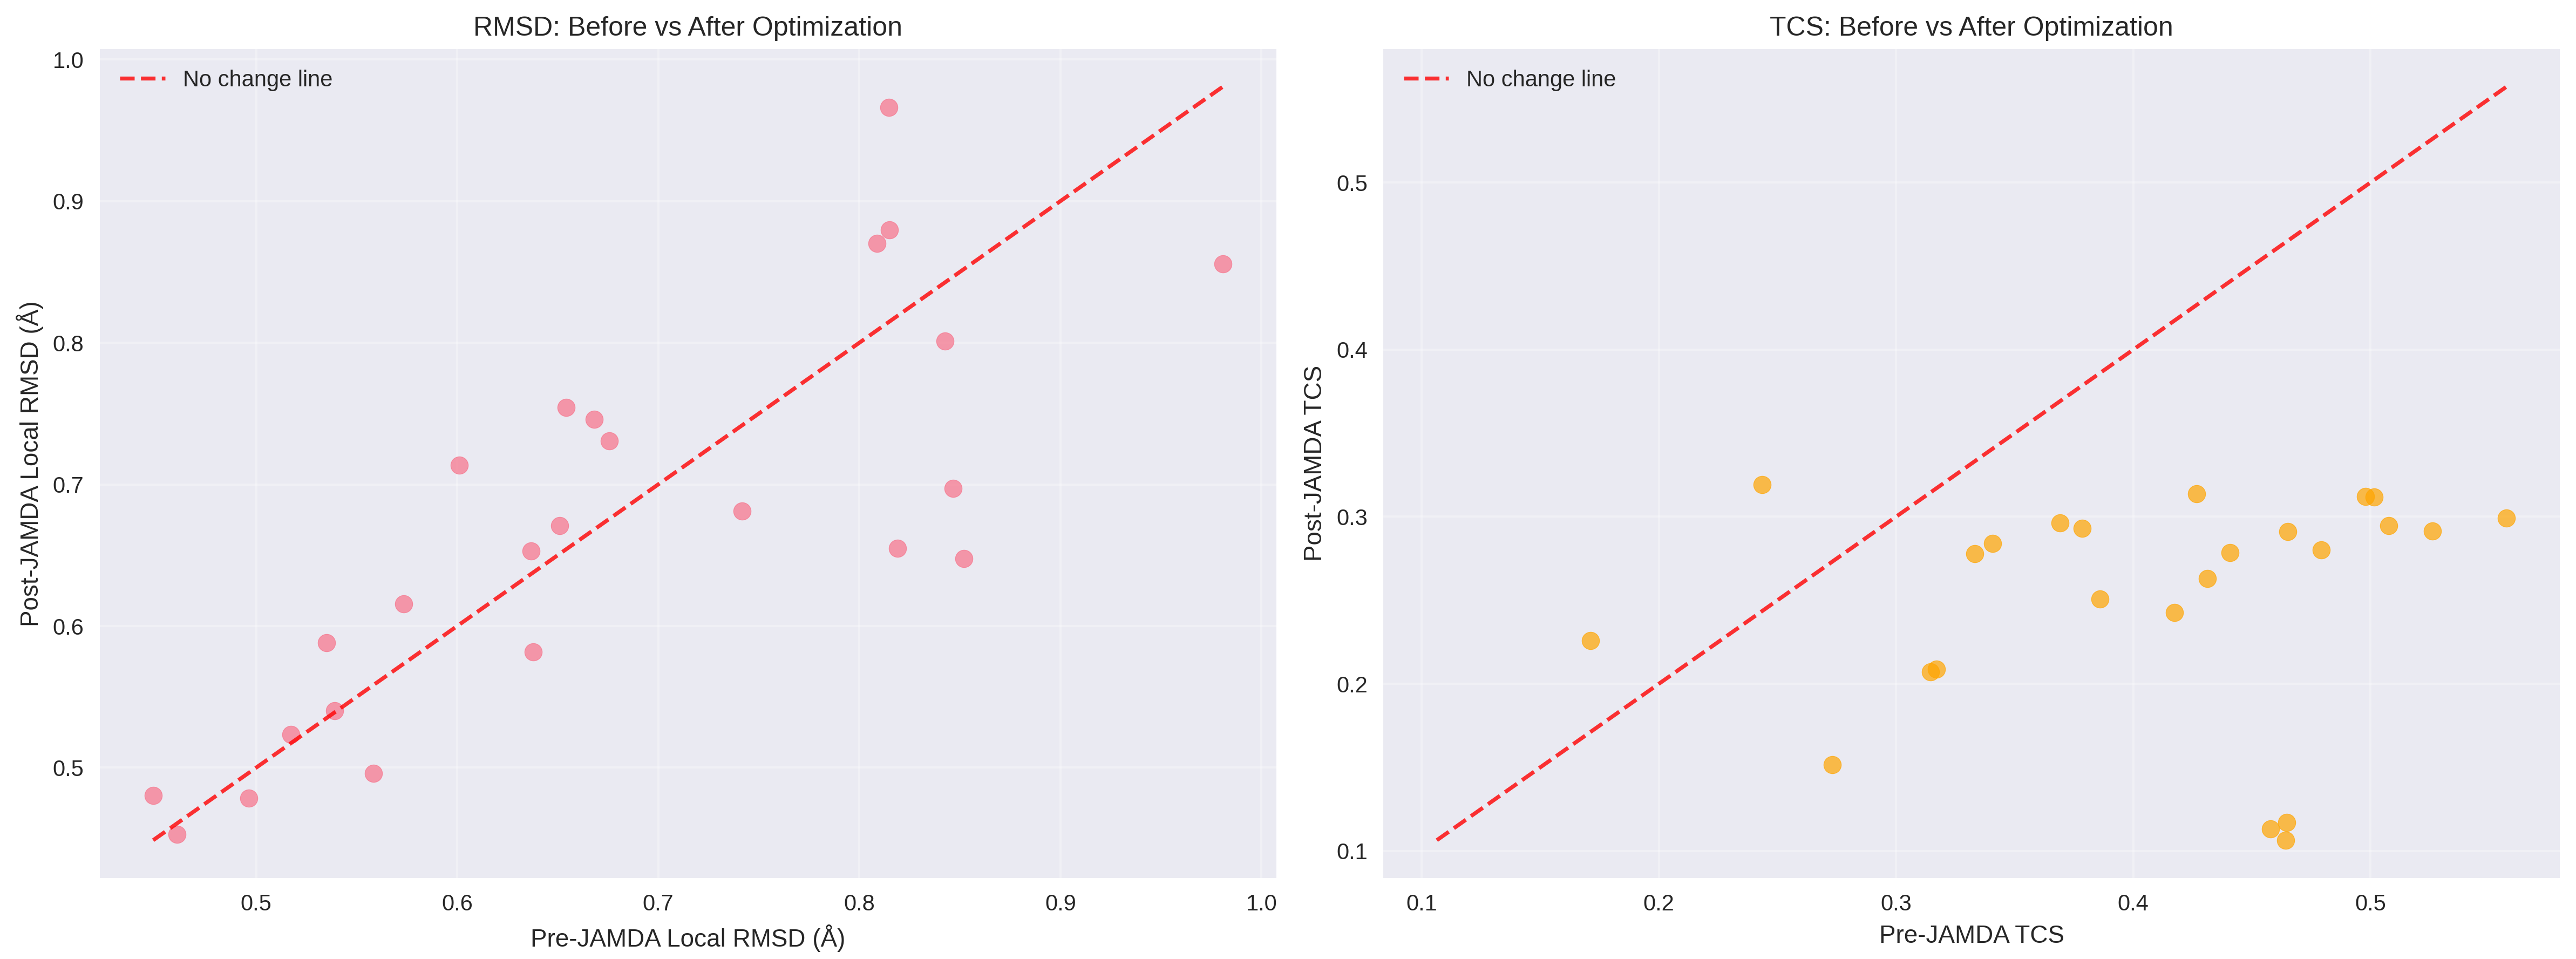 RMSD: Before vs After Optimization
No change line
1.0
0.9
0.8
0.7
0.6
0.5
Post-JAMDA Local RMSD (Å)
0.5 0.6 0.7 0.8 0.9 1.0
Pre-JAMDA Local RMSD (Å)
TCS: Before vs After Optimization
No change line
0.5
0.4
0.3
0.2
0.1
Post-JAMDA TCS
0.1 0.2 0.3 0.4 0.5
Pre-JAMDA TCS